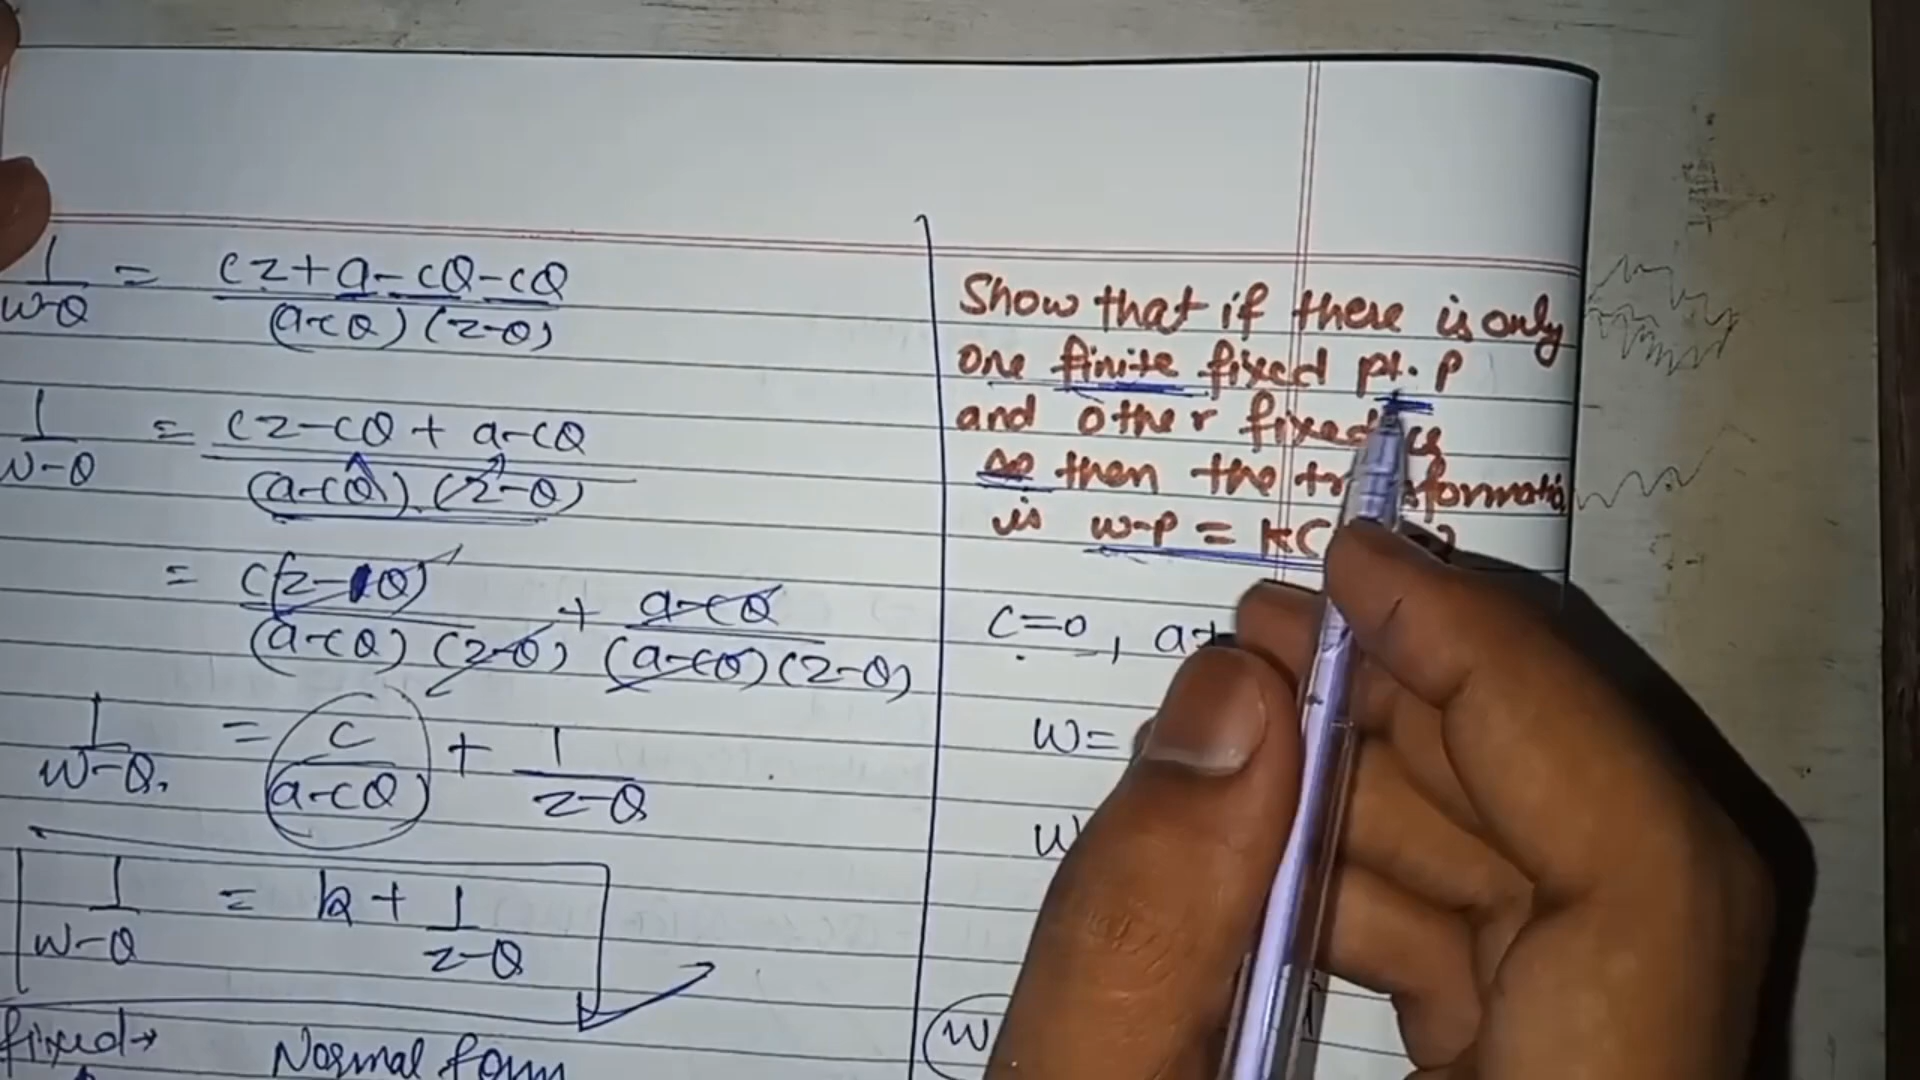 1/(w-Q) = (cz+a-cQ-cQ)/((a-cQ)(z-Q))
1/(w-Q) = (cz-cQ+a-cQ)/((a-cQ).(z-Q))
= c(z-Q)/((a-cQ)(z-Q)) + (a-cQ)/((a-cQ)(z-Q))
1/(w-Q) = c/(a-cQ) + 1/(z-Q)
1/(w-Q) = k + 1/(z-Q)
fixed→ Normal form
Show that if there is only
one finite fixed pt. P
and other fixed is
∞ then the
is w-P = k(
c=0, a≠
w=
w
w